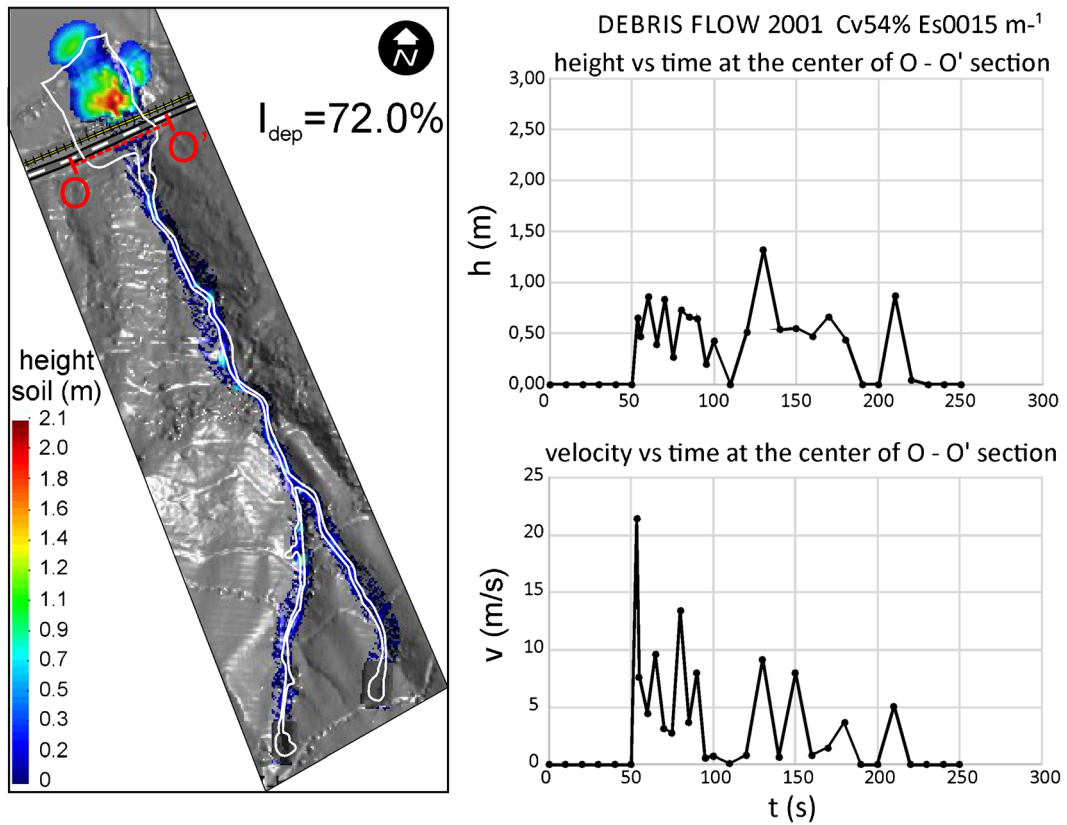 N
I_dep=72.0%
O
O'
height
soil (m)
2.1
2.0
1.8
1.6
1.4
1.2
1.1
0.9
0.7
0.5
0.3
0.2
0
DEBRIS FLOW 2001 Cv54% Es0015 m-¹
height vs time at the center of O - O' section
3,00
2,50
2,00
1,50
1,00
0,50
0,00
h (m)
0 50 100 150 200 250 300
velocity vs time at the center of O - O' section
25
20
15
10
5
0
v (m/s)
0 50 100 150 200 250 300
t (s)